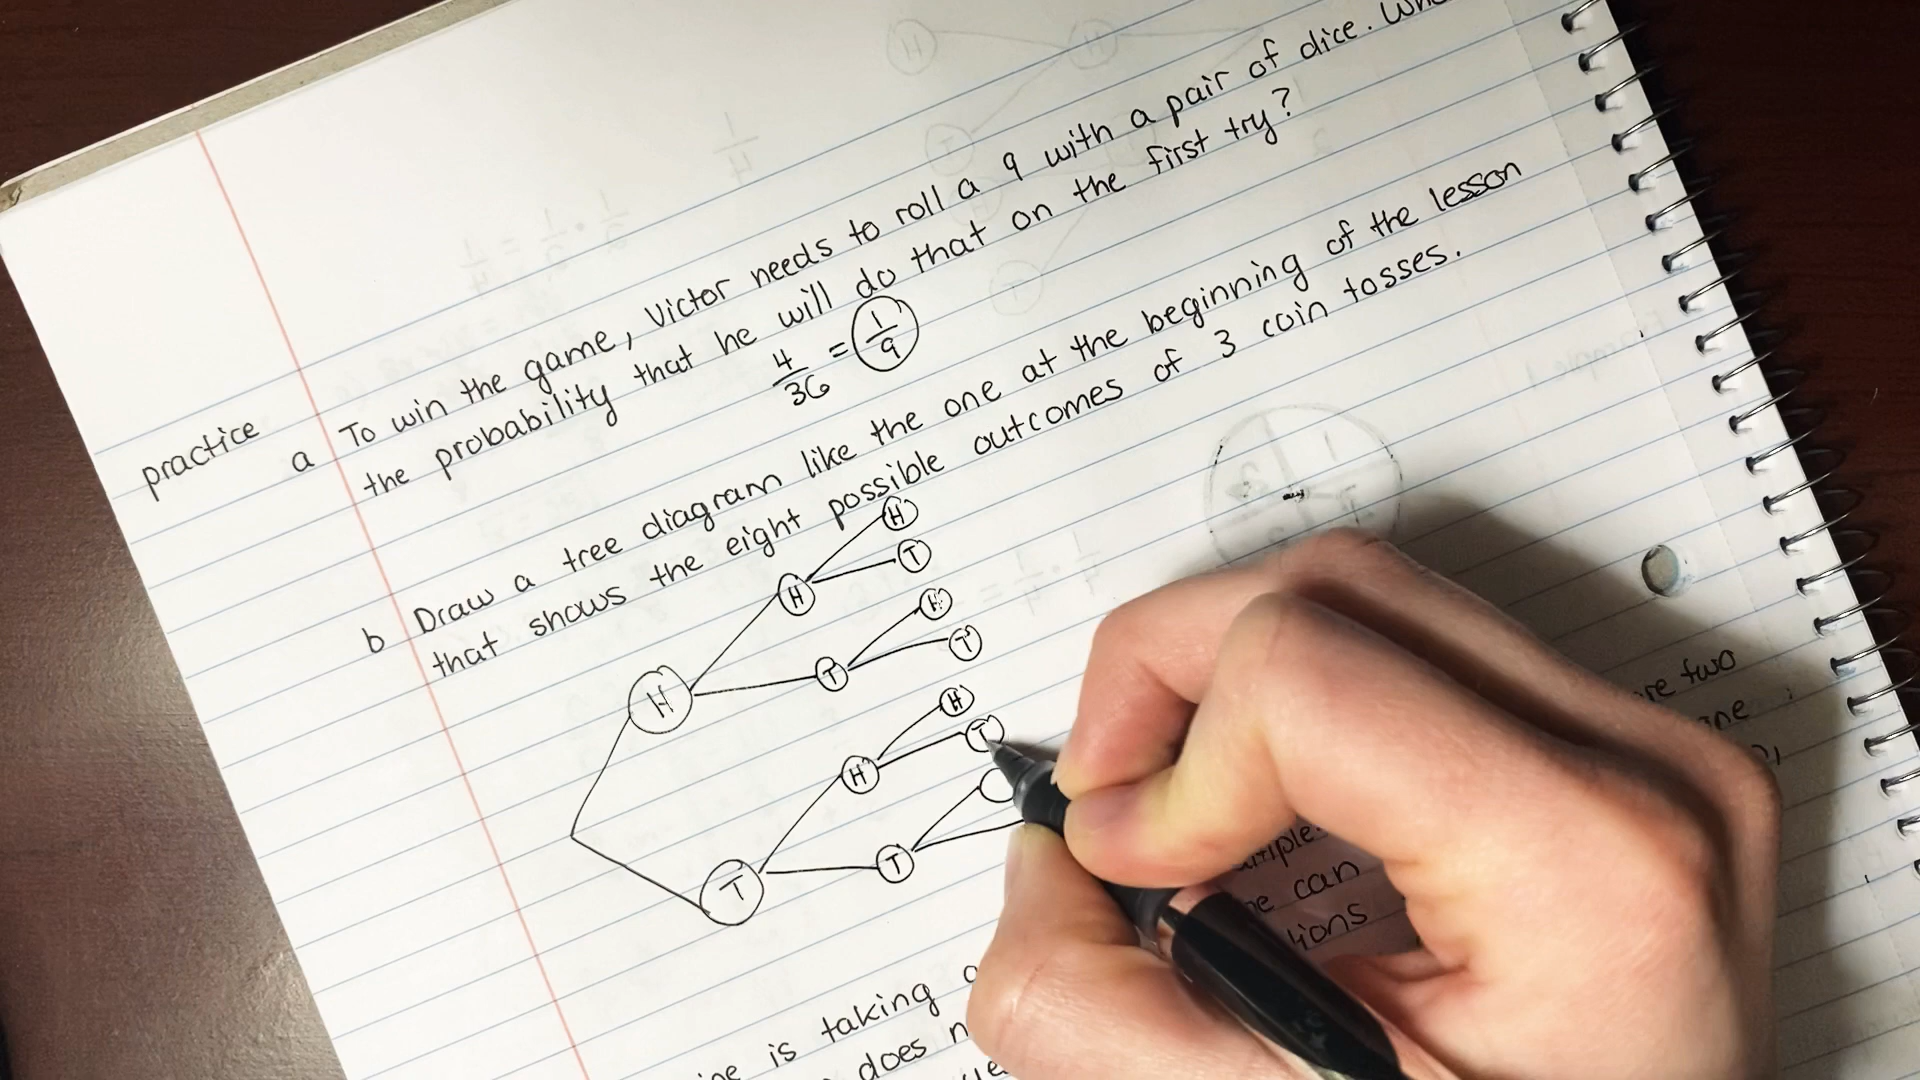 To win the game, Victor needs to roll a 9 with a pair of dice.
practice a the probability that he will do that on the first try?
4/36 = 1/9
b Draw a tree diagram like the one at the beginning of the lesson
that shows the eight possible outcomes of 3 coin tosses.
H
T
H
H
T
H
T
H
H
T
T
T
two
is taking
does
can